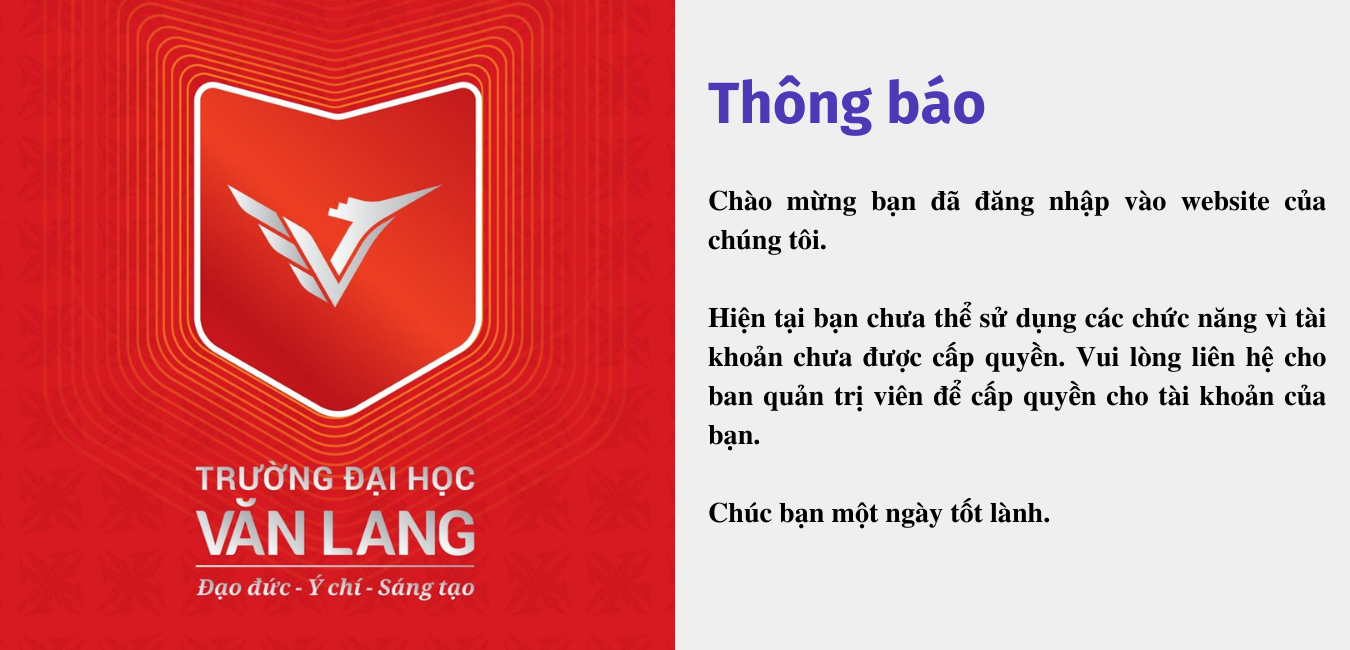 TRƯỜNG ĐẠI HỌC
VĂN LANG
Đạo đức - Ý chí - Sáng tạo
Thông báo
Chào mừng bạn đã đăng nhập vào website của
chúng tôi.
Hiện tại bạn chưa thể sử dụng các chức năng vì tài
khoản chưa được cấp quyền. Vui lòng liên hệ cho
ban quản trị viên để cấp quyền cho tài khoản của
bạn.
Chúc bạn một ngày tốt lành.